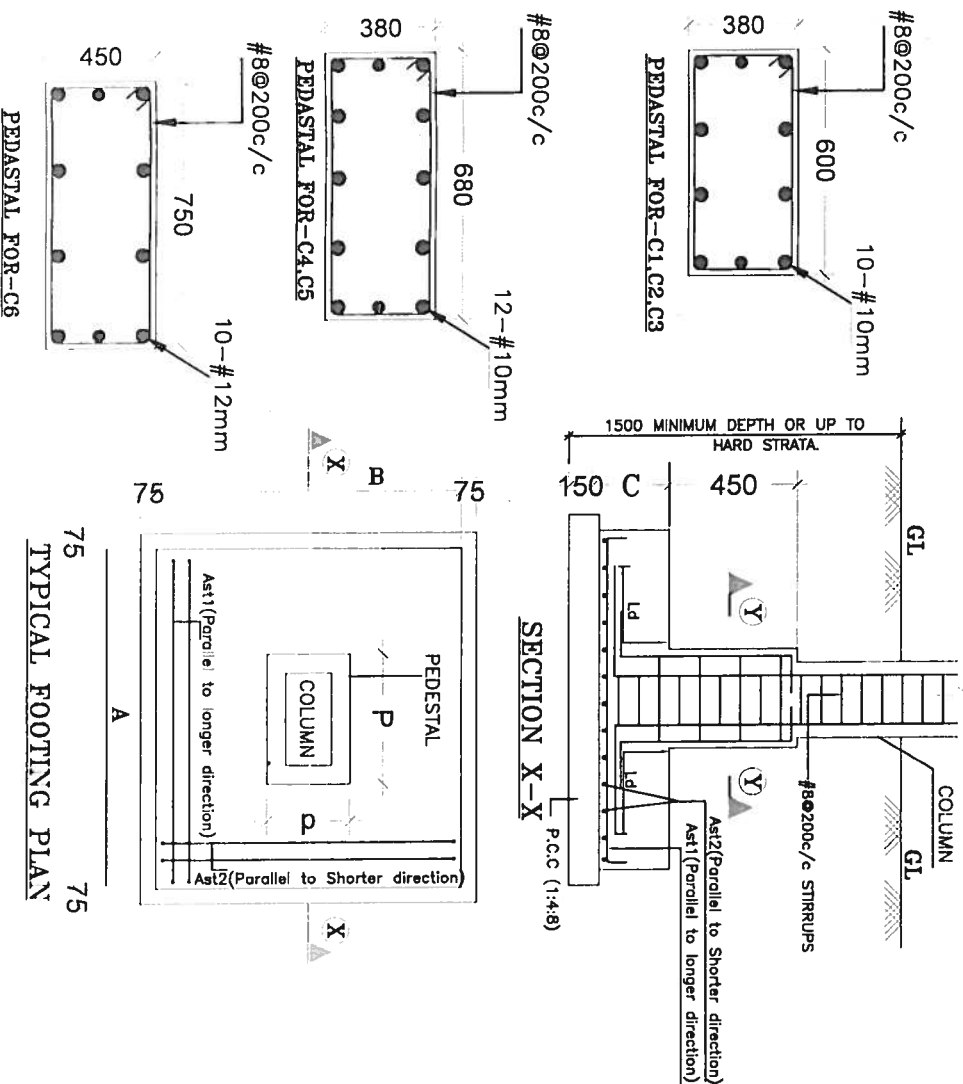 #8@200c/c
600
380
10-#10mm
PEDASTAL FOR-C1,C2,C3
#8@200c/c
680
380
12-#10mm
PEDASTAL FOR-C4,C5
#8@200c/c
750
450
10-#12mm
PEDASTAL FOR-C6
COLUMN
GL
GL
1500 MINIMUM DEPTH OR UP TO
HARD STRATA.
450
C
150
#8@200c/c STIRRUPS
Y
Y
Ld
Ld
Ast2(Parallel to Shorter direction)
Ast1(Parallel to longer direction)
P.C.C (1:4:8)
SECTION X-X
X
X
B
75
75
PEDESTAL
P
COLUMN
p
Ast1(Parallel to longer direction)
Ast2(Parallel to Shorter direction)
A
75
75
TYPICAL FOOTING PLAN